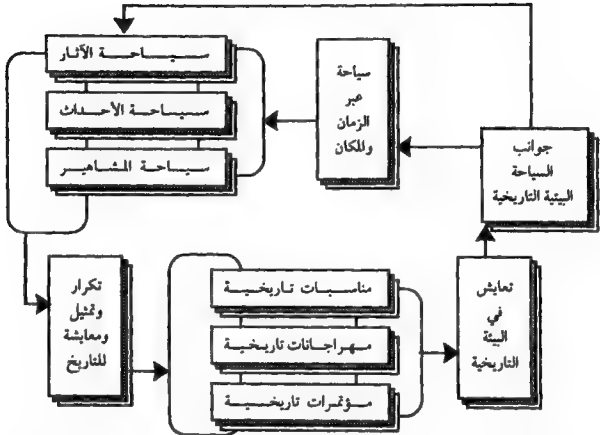 جوانب
السياحة
البيئية التاريخية
سياحة
عبر
الزمان
والمكان
سياحة الآثار
سياحة الأحداث
سياحة المشاهير
تكرار
وتمثيل
ومعايشة
للتاريخ
مناسبات تاريخية
مهرجانات تاريخية
مؤتمرات تاريخية
تعايش
في
البيئة
التاريخية